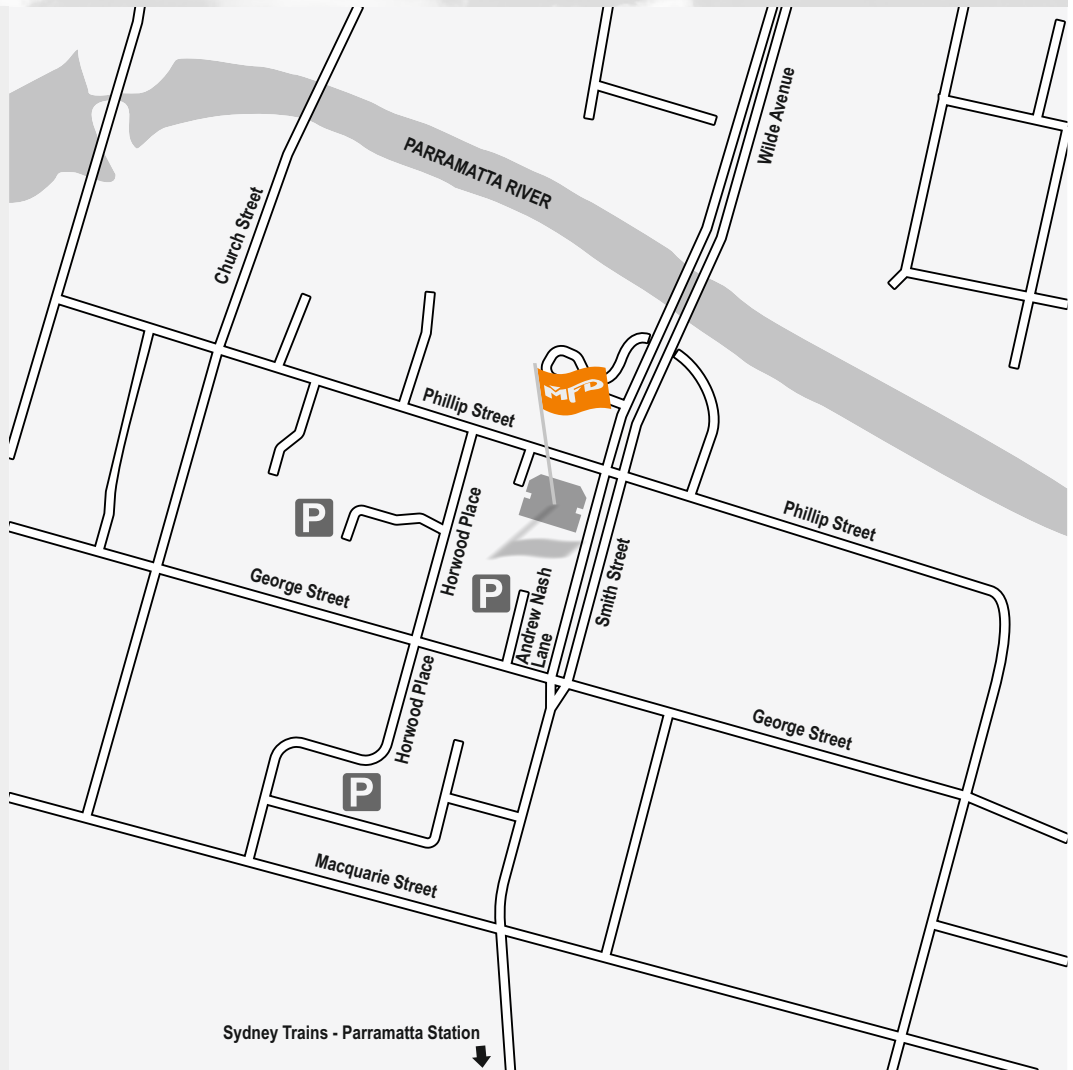 Wilde Avenue
PARRAMATTA RIVER
Church Street
MFD
Phillip Street
P
Horwood Place
Phillip Street
Smith Street
George Street
P
Andrew Nash
Lane
Horwood Place
George Street
P
Macquarie Street
Sydney Trains - Parramatta Station